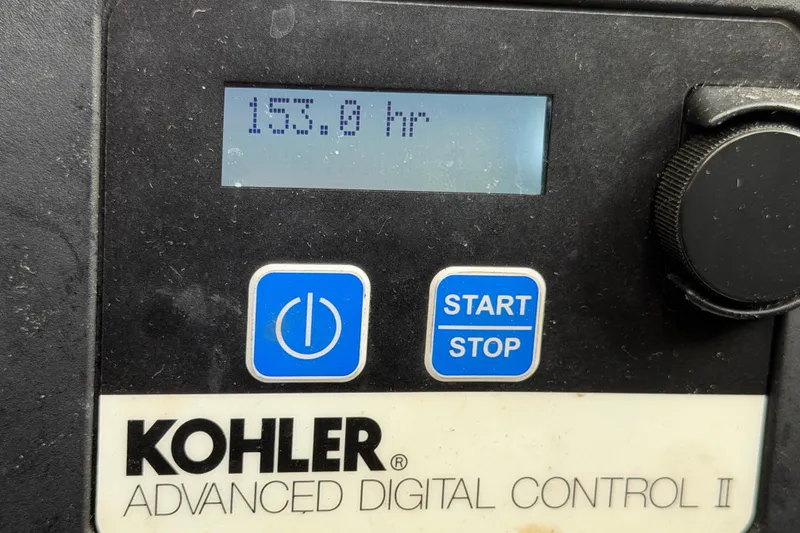 153.0 hr
START
STOP
KOHLER®
ADVANCED DIGITAL CONTROL II